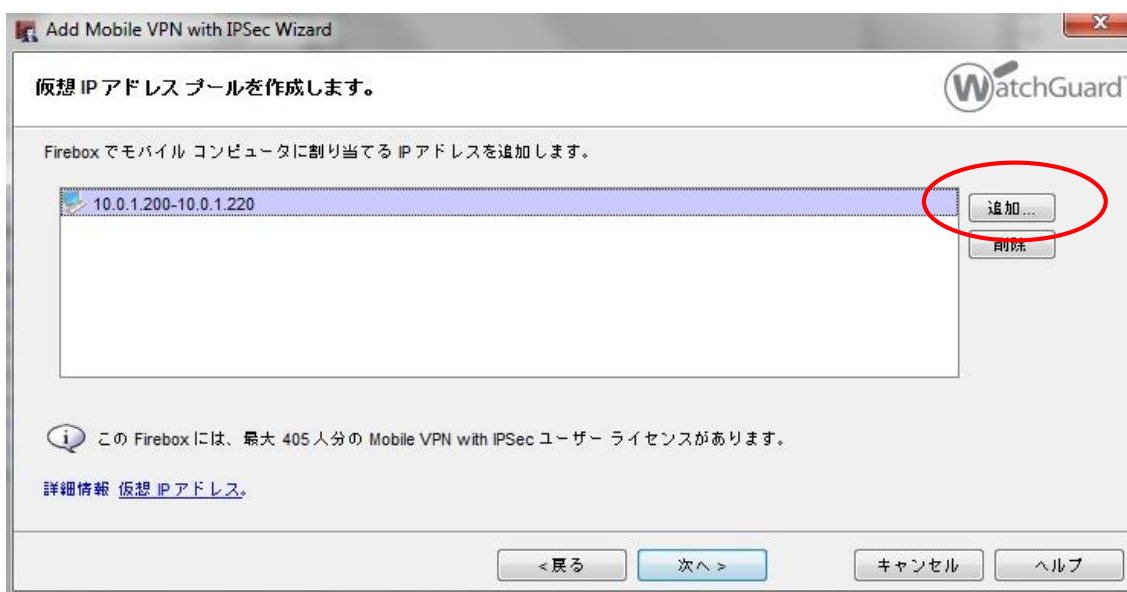 Add Mobile VPN with IPSec Wizard
仮想 IP アドレス プールを作成します。
WatchGuard
Firebox でモバイル コンピュータに割り当てる IP アドレスを追加します。
10.0.1.200-10.0.1.220
追加...
削除
この Firebox には、最大 405 人分の Mobile VPN with IPSec ユーザー ライセンスがあります。
詳細情報 仮想 IP アドレス。
<戻る 次へ > キャンセル ヘルプ